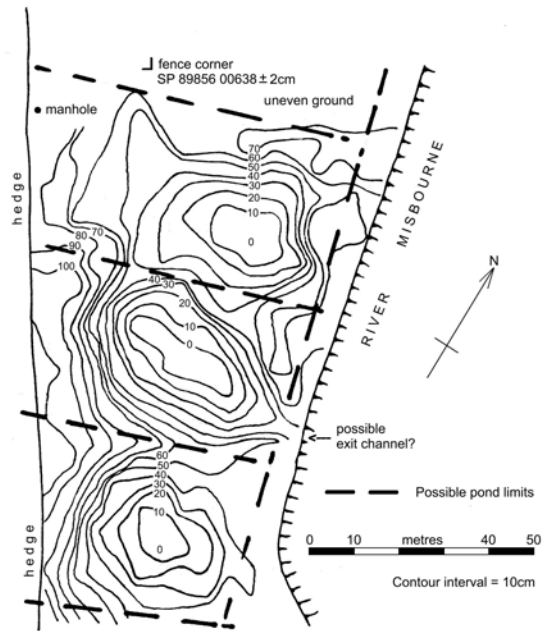 fence corner
SP 89856 00638 ± 2cm
uneven ground
manhole
hedge
70
60
50
40
30
20
10
0
MISBOURNE
RIVER
N
80
70
90
100
40
30
20
10
0
possible
exit channel?
60
50
40
30
20
10
0
hedge
Possible pond limits
0
10
metres
40
50
Contour interval = 10cm